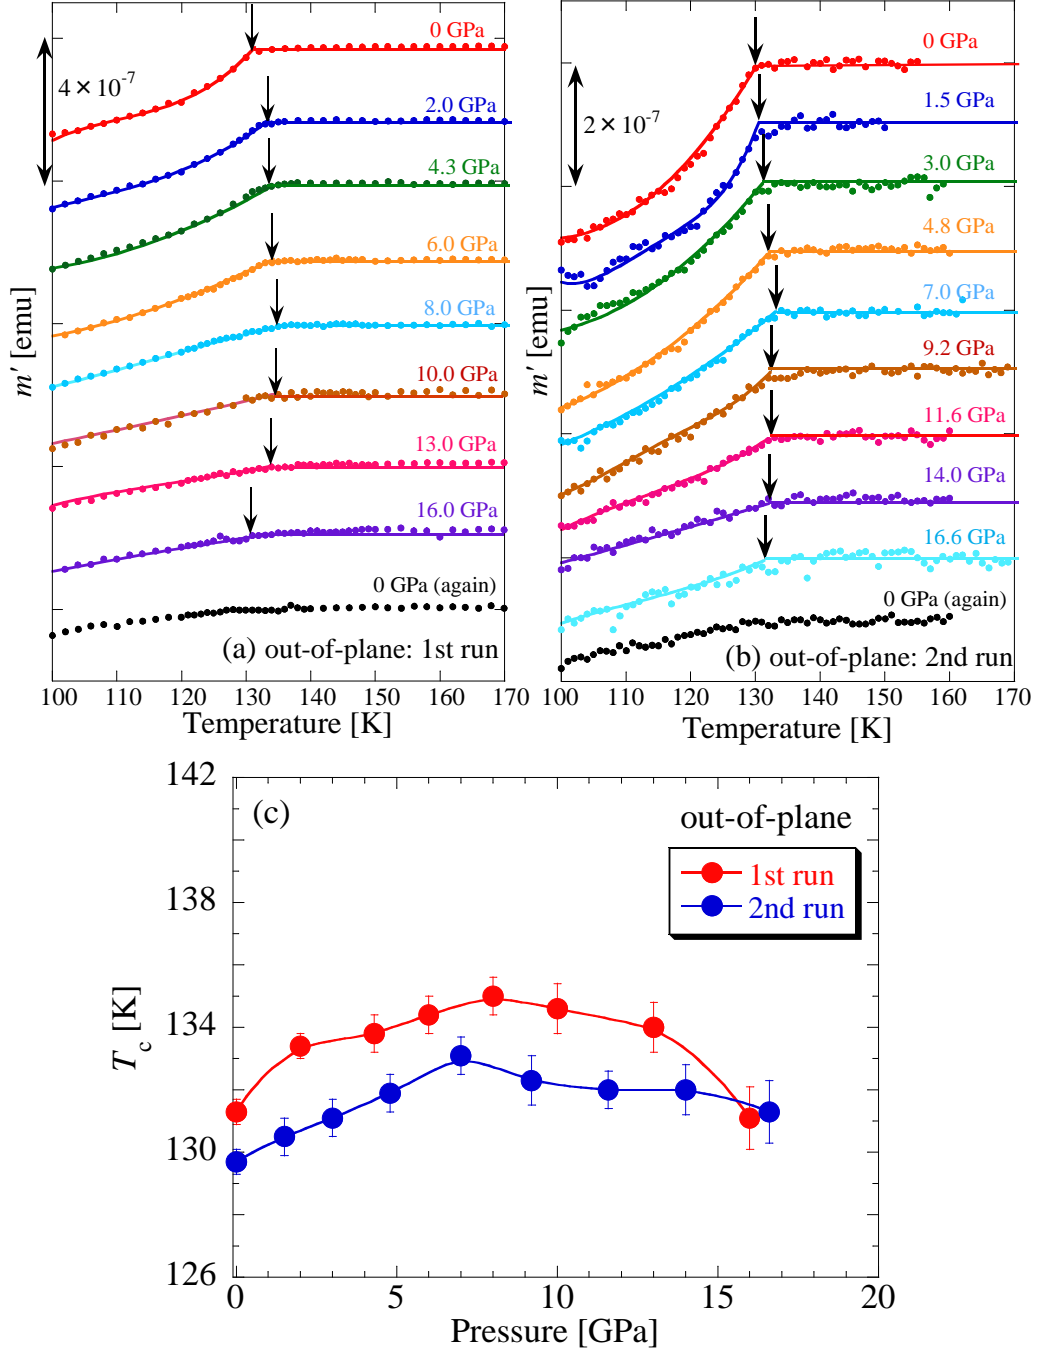 0 GPa
4×10-7
2.0 GPa
4.3 GPa
6.0 GPa
8.0 GPa
10.0 GPa
13.0 GPa
16.0 GPa
0 GPa (again)
(a) out-of-plane: 1st run
m′ [emu]
100 110 120 130 140 150 160 170
Temperature [K]
0 GPa
2×10-7
1.5 GPa
3.0 GPa
4.8 GPa
7.0 GPa
9.2 GPa
11.6 GPa
14.0 GPa
16.6 GPa
0 GPa (again)
(b) out-of-plane: 2nd run
m′ [emu]
100 110 120 130 140 150 160 170
Temperature [K]
142
138
134
130
126
(c)
out-of-plane
1st run
2nd run
Tc [K]
0 5 10 15 20
Pressure [GPa]